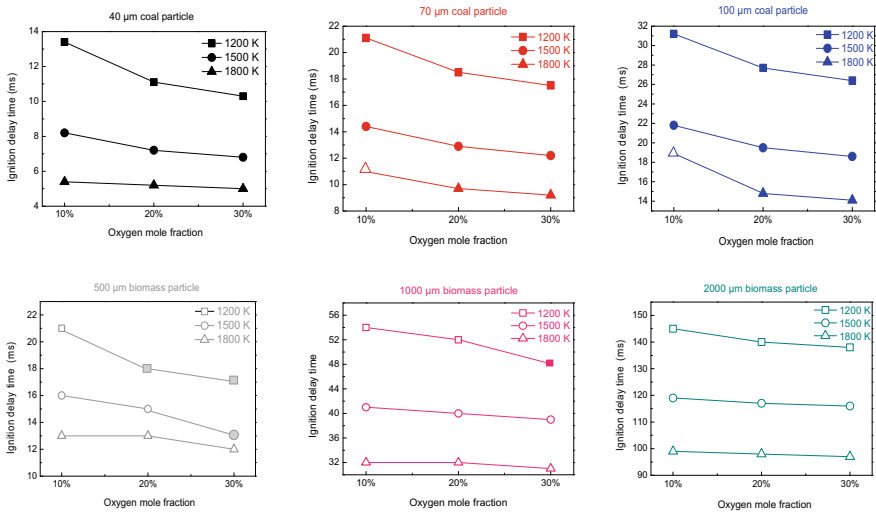 40 µm coal particle
14
12
10
8
6
4
Ignition delay time (ms)
1200 K
1500 K
1800 K
10%
20%
30%
Oxygen mole fraction
70 µm coal particle
22
20
18
16
14
12
10
8
Ignition delay time (ms)
1200 K
1500 K
1800 K
10%
20%
30%
Oxygen mole fraction
100 µm coal particle
32
30
28
26
24
22
20
18
16
14
Ignition delay time (ms)
1200 K
1500 K
1800 K
10%
20%
30%
Oxygen mole fraction
500 µm biomass particle
22
20
18
16
14
12
10
Ignition delay time (ms)
1200 K
1500 K
1800 K
10%
20%
30%
Oxygen mole fraction
1000 µm biomass particle
56
52
48
44
40
36
32
Ignition delay time
1200 K
1500 K
1800 K
10%
20%
30%
Oxygen mole fraction
2000 µm biomass particle
150
140
130
120
110
100
90
Ignition delay time (ms)
1200 K
1500 K
1800 K
10%
20%
30%
Oxygen mole fraction